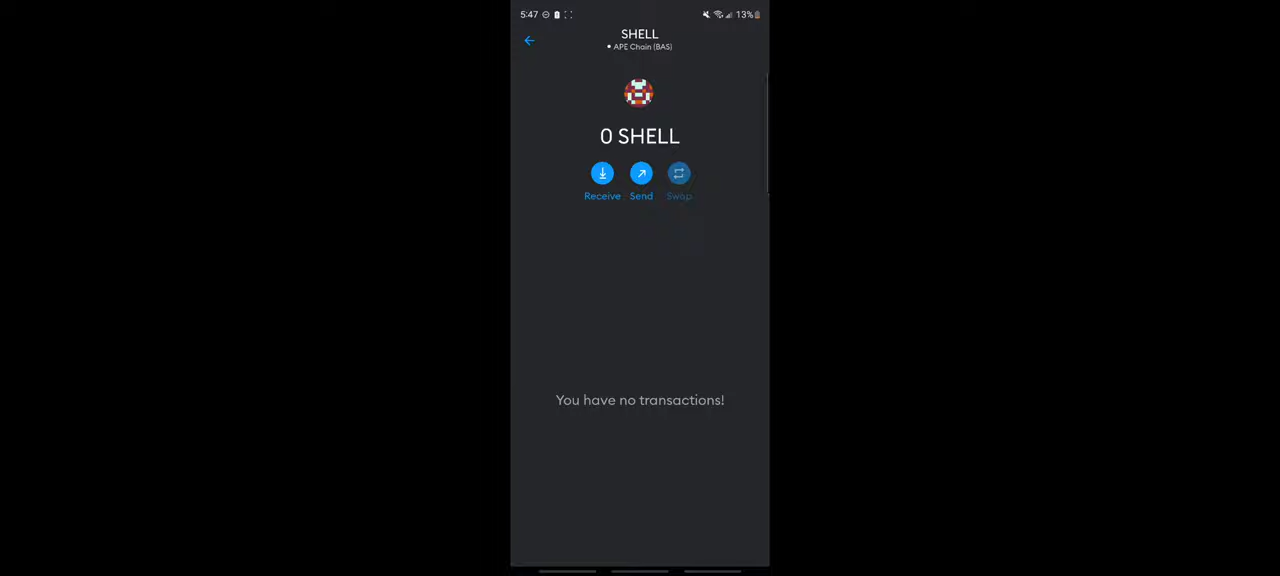 5:47
13%
SHELL
APE Chain (BAS)
0 SHELL
Receive Send Swap
You have no transactions!